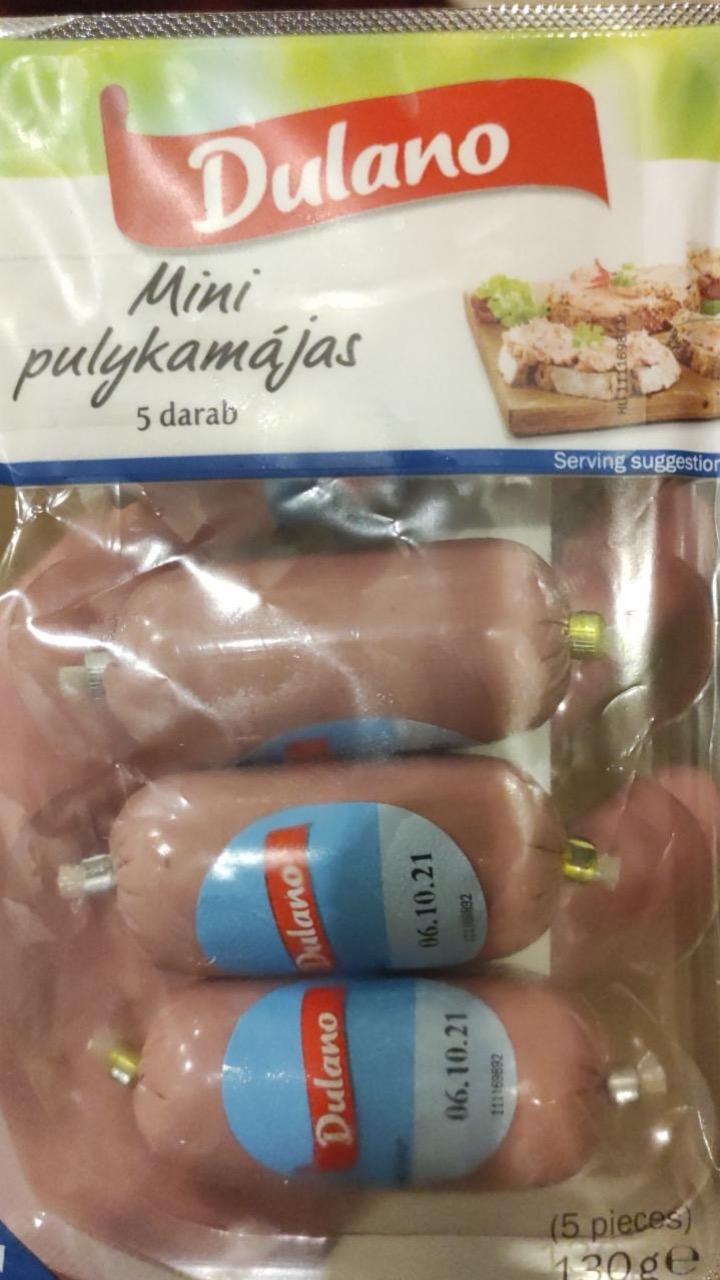 Dulano
Mini
pulykamájas
5 darab
Serving suggestion
Dulano
06.10.21
Dulano
06.10.21
111169892
(5 pieces)
130g e